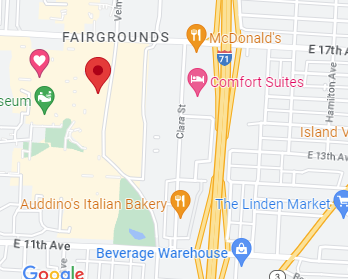 Velm
FAIRGROUNDS
McDonald's
E 17th Av
71
Comfort Suites
Hamilton Ave
useum
Clara St
Island V
E 13th Ave
Auddino's Italian Bakery
The Linden Market
E 11th Ave
Beverage Warehouse
3
Google